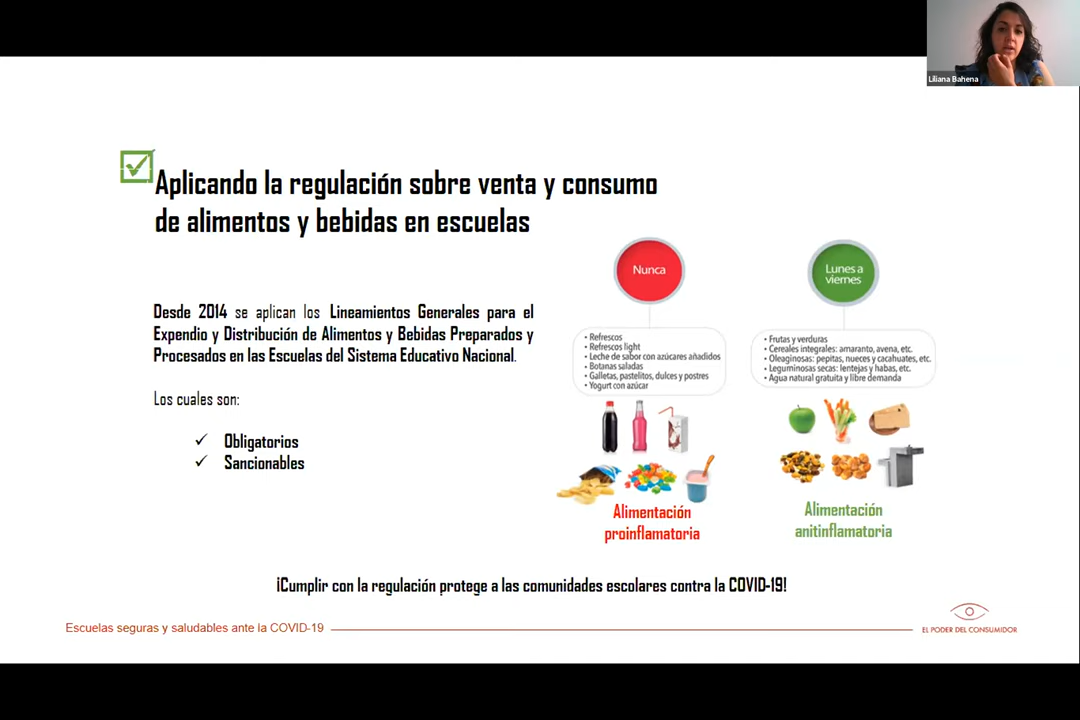 Liliana Bahena
Aplicando la regulación sobre venta y consumo
de alimentos y bebidas en escuelas
Desde 2014 se aplican los Lineamientos Generales para el
Expendio y Distribución de Alimentos y Bebidas Preparados y
Procesados en las Escuelas del Sistema Educativo Nacional.
Los cuales son:
✓ Obligatorios
✓ Sancionables
Nunca
• Refrescos
• Refrescos light
• Leche de sabor con azúcares añadidos
• Botanas saladas
• Galletas, pastelitos, dulces y postres
• Yogurt con azúcar
Alimentación
proinflamatoria
Lunes a
viernes
• Frutas y verduras
• Cereales integrales: amaranto, avena, etc.
• Oleaginosas: pepitas, nueces y cacahuates, etc.
• Leguminosas secas: lentejas y habas, etc.
• Agua natural gratuita y libre demanda
Alimentación
anitinflamatoria
¡Cumplir con la regulación protege a las comunidades escolares contra la COVID-19!
Escuelas seguras y saludables ante la COVID-19
EL PODER DEL CONSUMIDOR